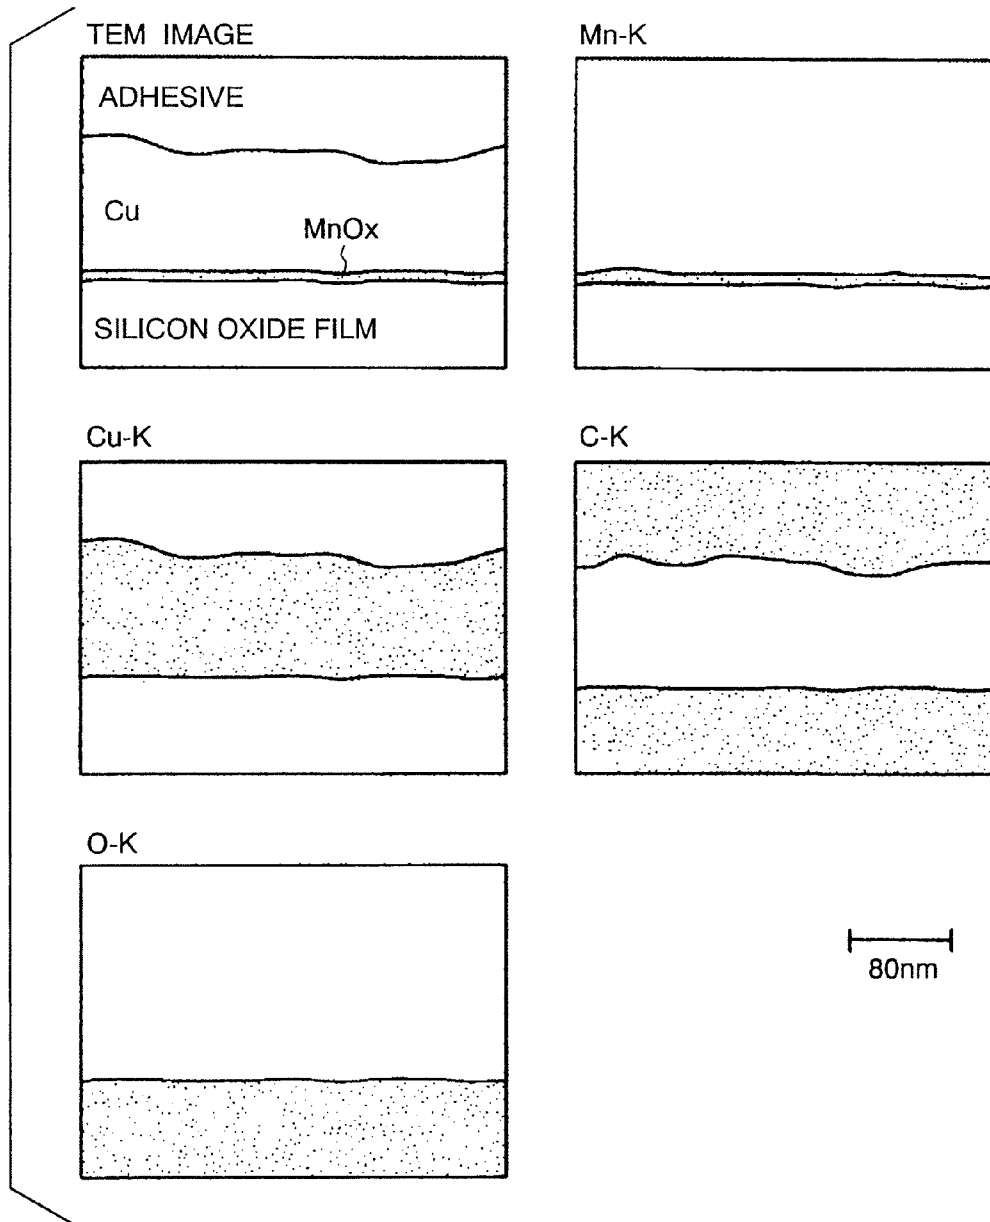 TEM IMAGE
Mn-K
ADHESIVE
Cu
MnOx
SILICON OXIDE FILM
Cu-K
C-K
O-K
80nm